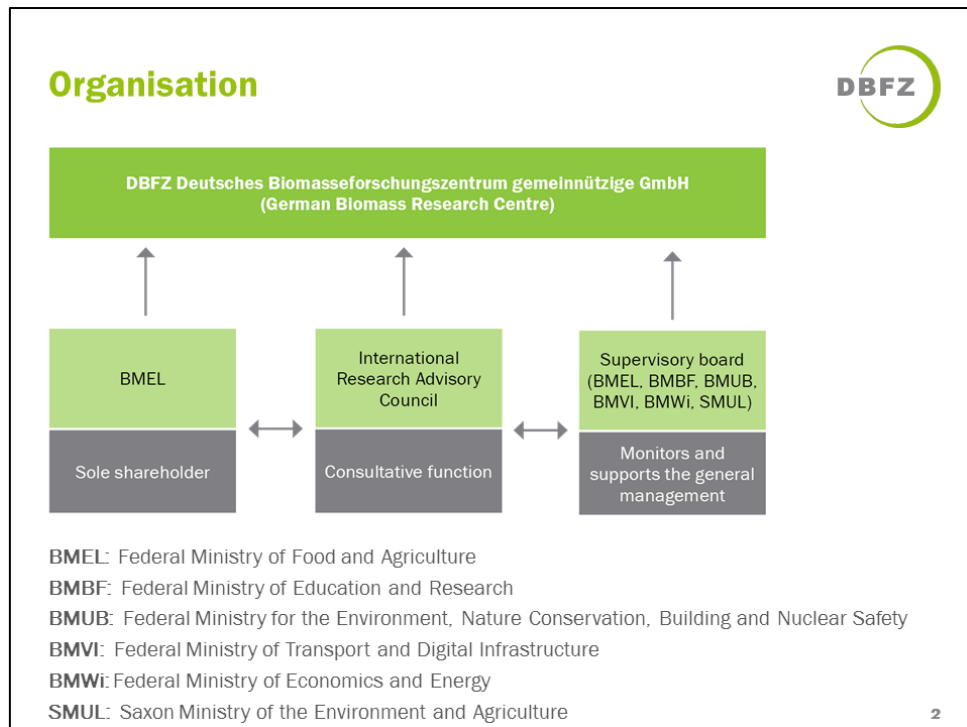 Organisation
DBFZ
DBFZ Deutsches Biomasseforschungszentrum gemeinnützige GmbH
(German Biomass Research Centre)
BMEL
Sole shareholder
International
Research Advisory
Council
Consultative function
Supervisory board
(BMEL, BMBF, BMUB,
BMVI, BMWi, SMUL)
Monitors and
supports the general
management
BMEL: Federal Ministry of Food and Agriculture
BMBF: Federal Ministry of Education and Research
BMUB: Federal Ministry for the Environment, Nature Conservation, Building and Nuclear Safety
BMVI: Federal Ministry of Transport and Digital Infrastructure
BMWi: Federal Ministry of Economics and Energy
SMUL: Saxon Ministry of the Environment and Agriculture
2